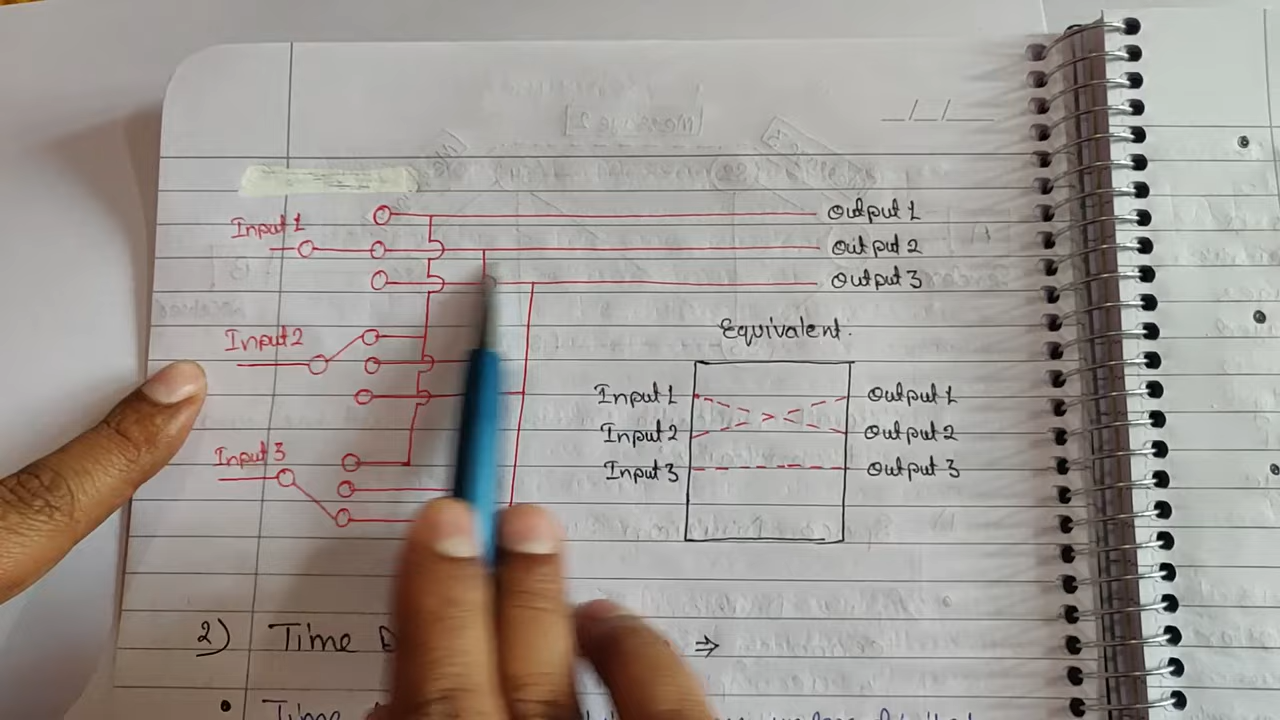 _/_/_
Input 1
Output 1
Output 2
Output 3
Input 2
Equivalent.
Input 1
Output 1
Input 2
Output 2
Input 3
Input 3
Output 3
2) Time
⇒
• Time